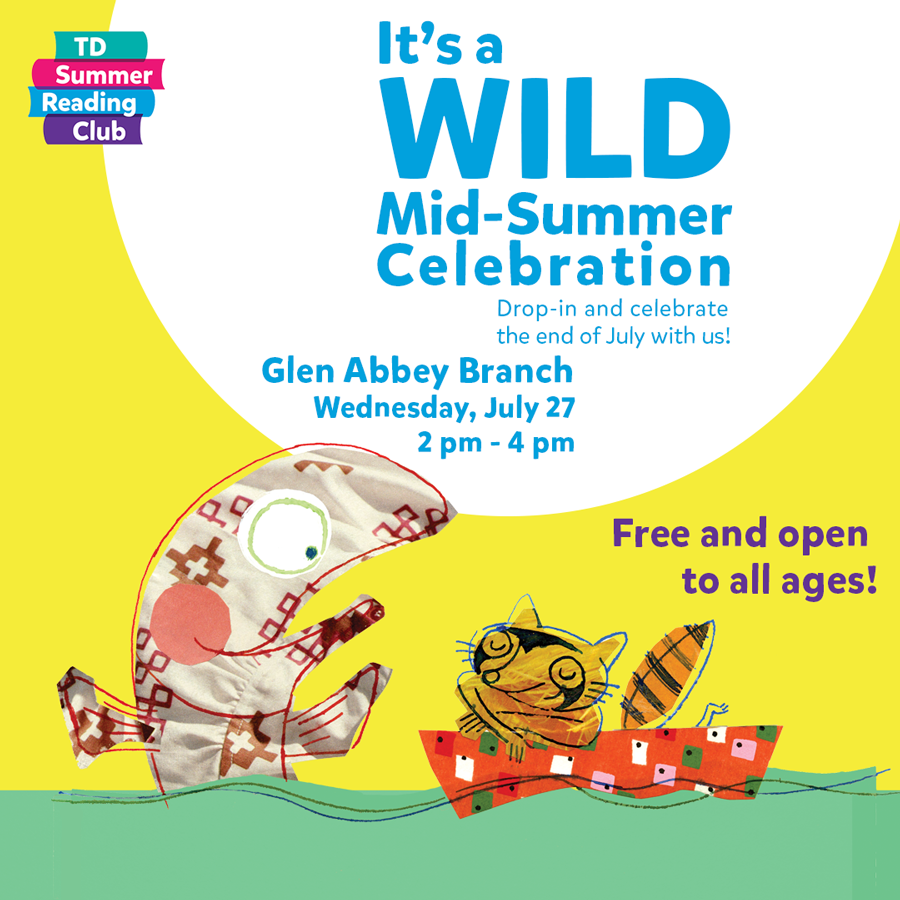 TD
Summer
Reading
Club
It's a
WILD
Mid-Summer
Celebration
Drop-in and celebrate
the end of July with us!
Glen Abbey Branch
Wednesday, July 27
2 pm - 4 pm
Free and open
to all ages!